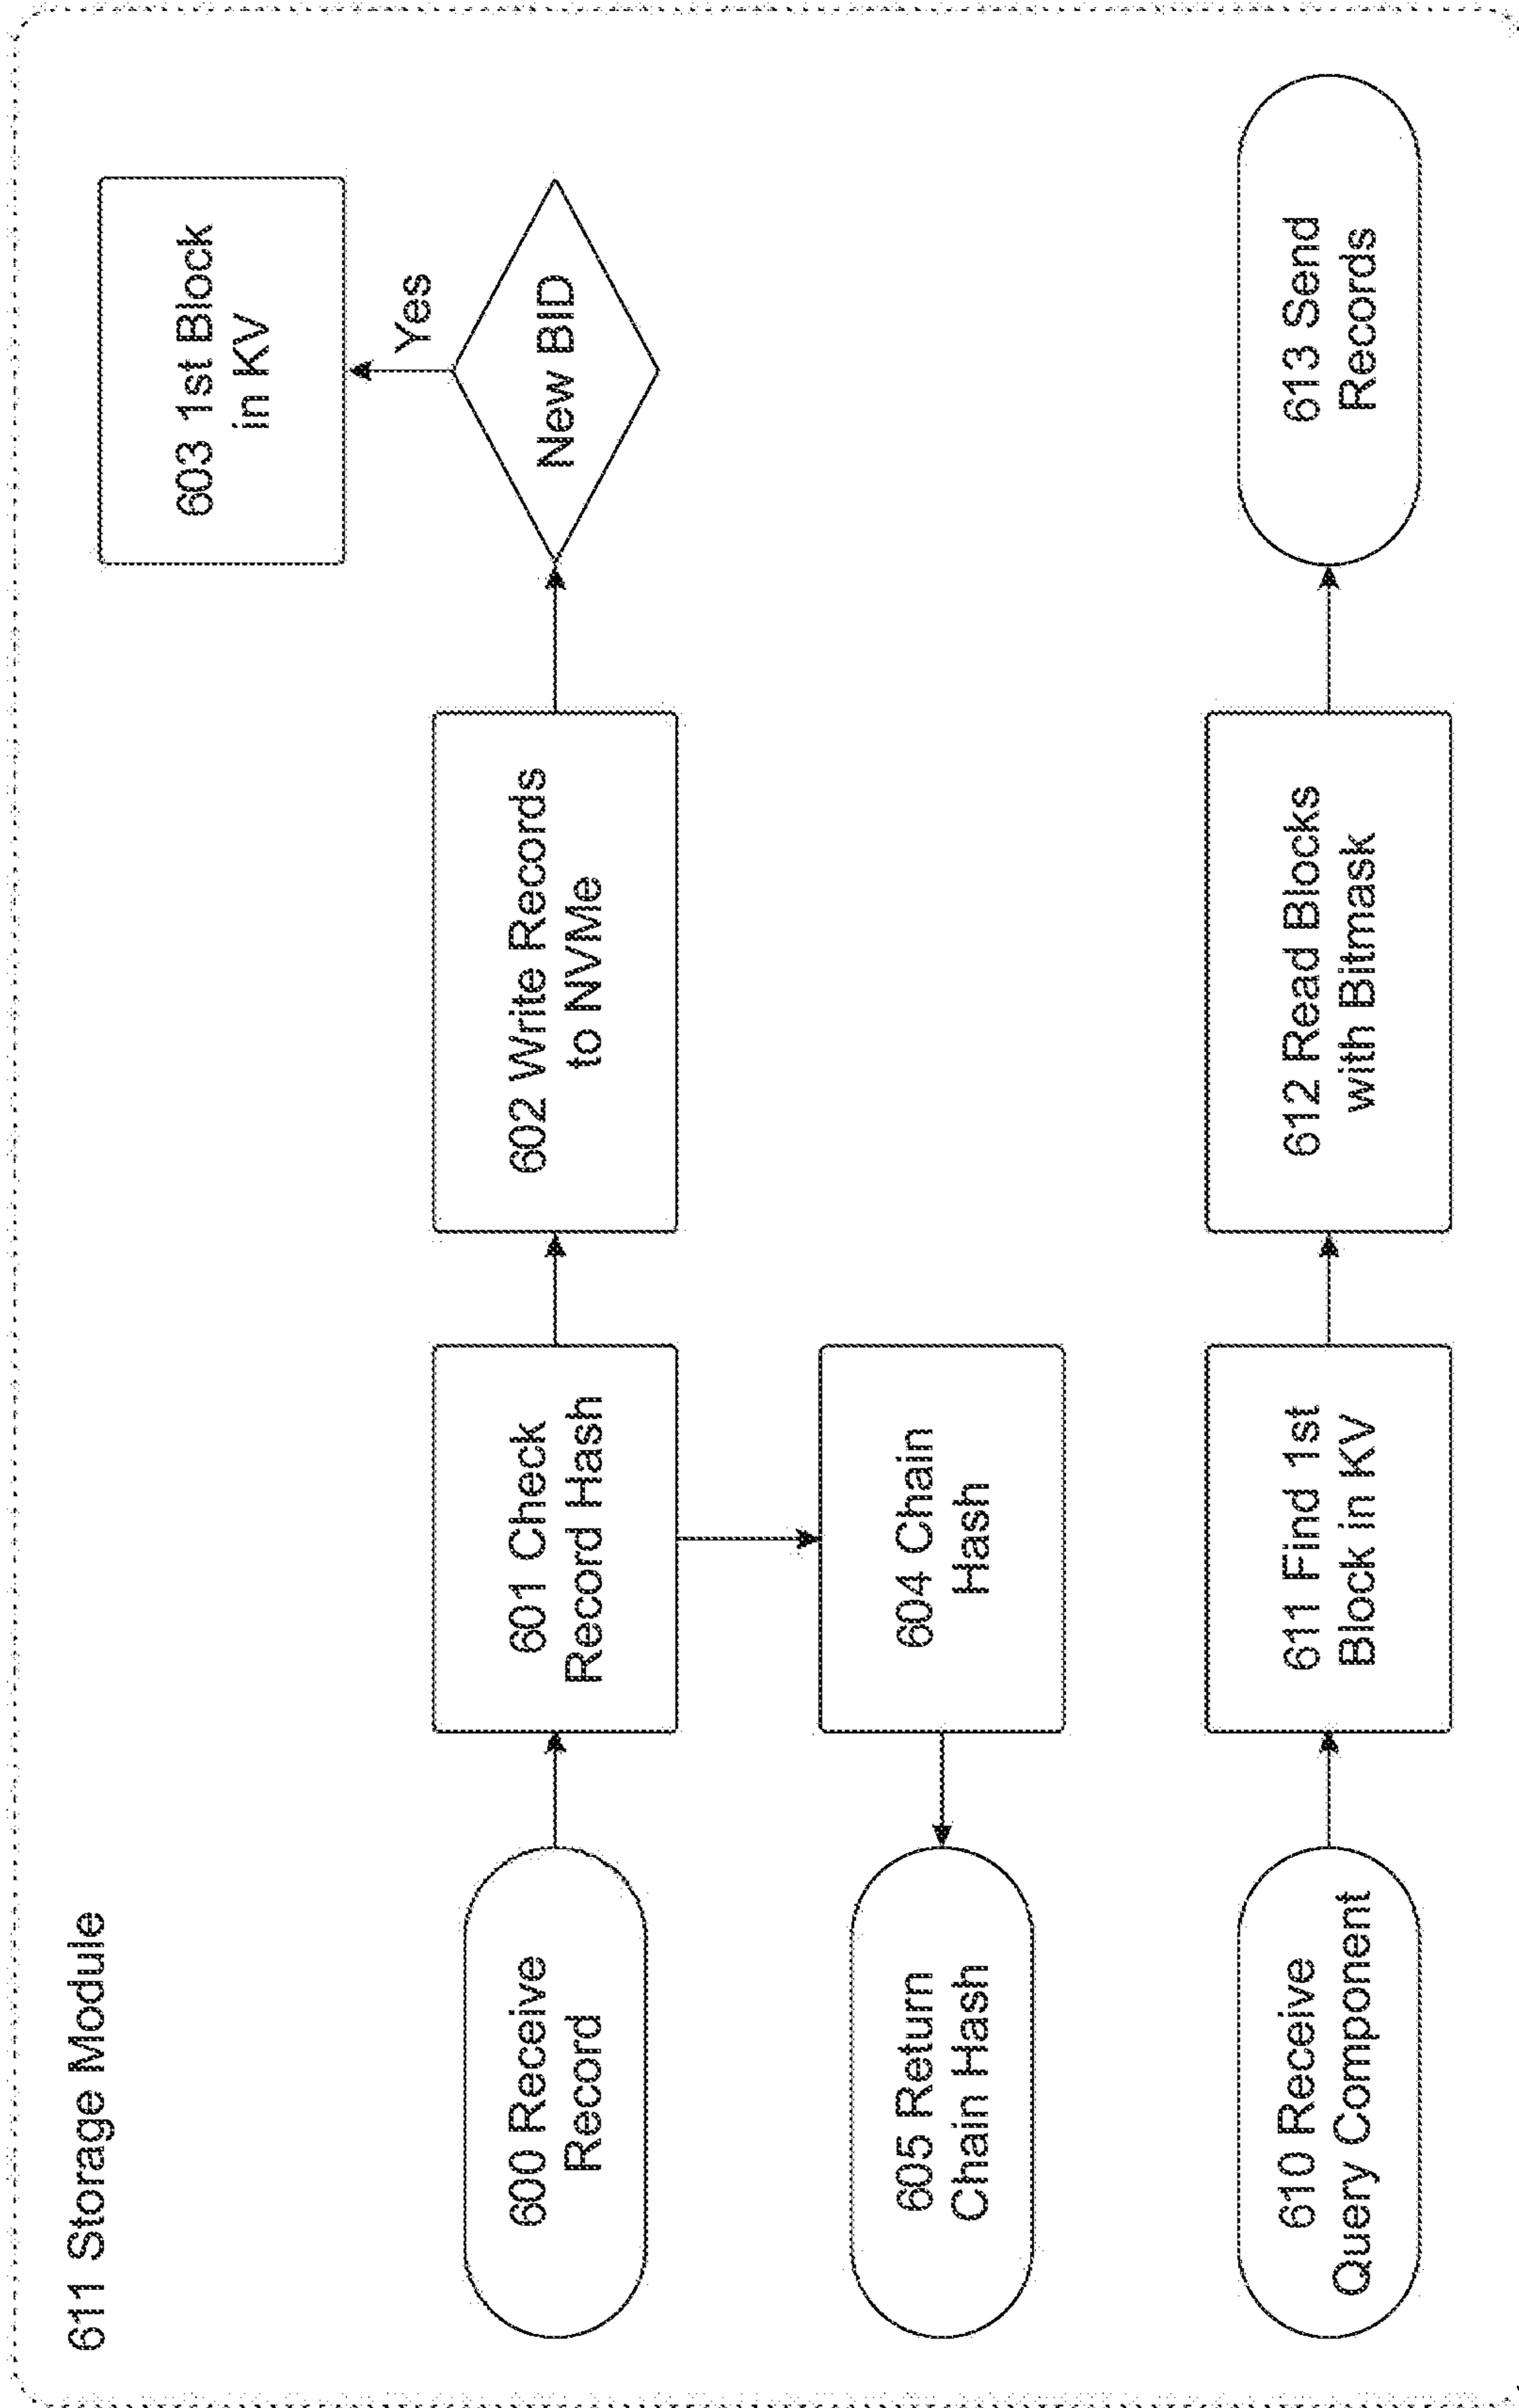 611 Storage Module
603 1st Block
in KV
Yes
600 Receive
Record
601 Check
Record Hash
602 Write Records
to NVMe
New BID
605 Return
Chain Hash
604 Chain
Hash
610 Receive
Query Component
611 Find 1st
Block in KV
612 Read Blocks
with Bitmask
613 Send
Records